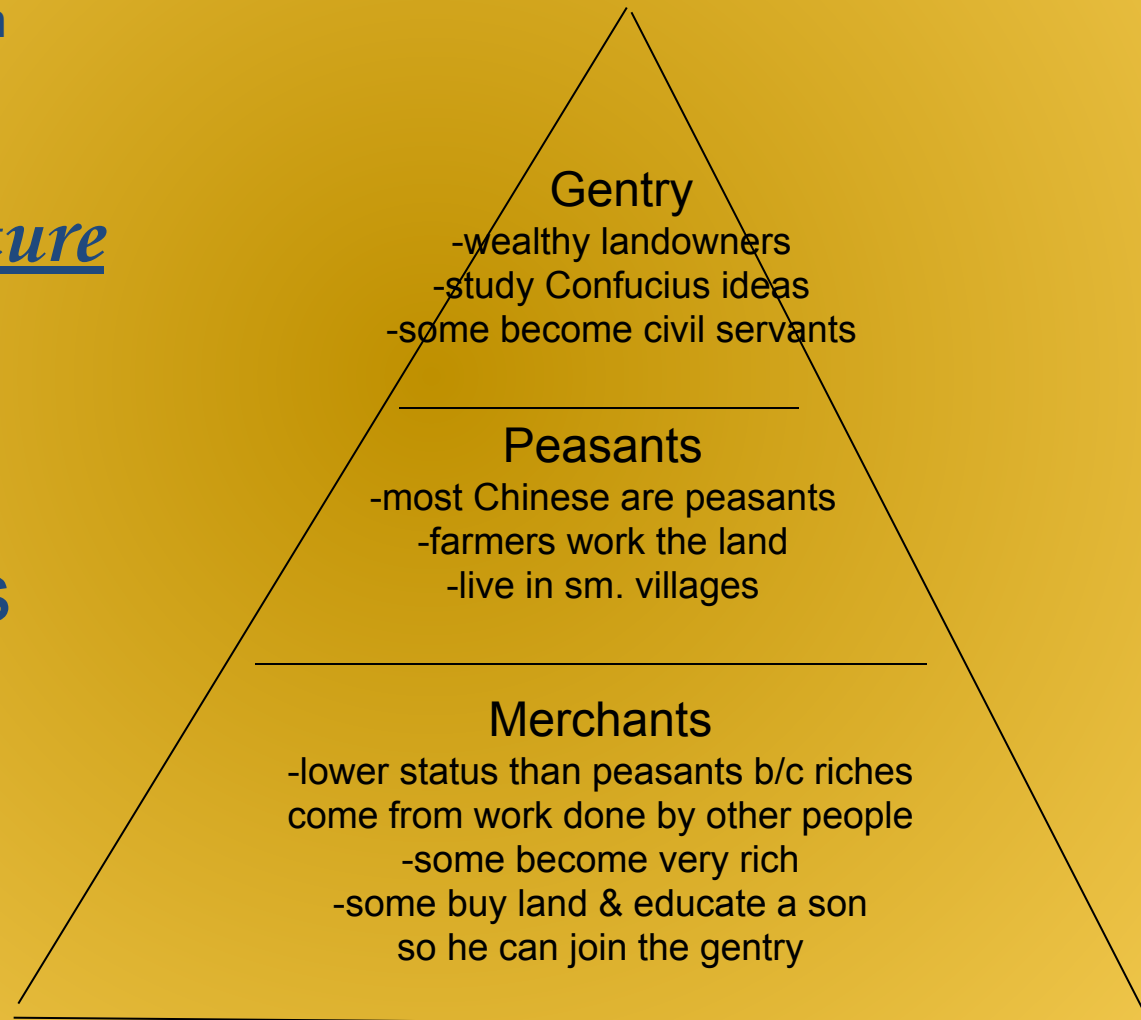 Gentry
-wealthy landowners
-study Confucius ideas
-some become civil servants
Peasants
-most Chinese are peasants
-farmers work the land
-live in sm. villages
Merchants
-lower status than peasants b/c riches
come from work done by other people
-some become very rich
-some buy land & educate a son
so he can join the gentry